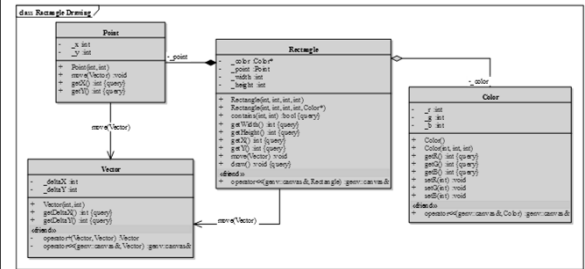 class Rectangle Drawing
Point
- _x :int
- _y :int
+ Point(int,int)
+ move(Vector) :void
+ getX() :int {query}
+ getY() :int {query}
-_point
Rectangle
- _color :Color*
- _point :Point
- _width :int
- _height :int
+ Rectangle(int, int, int, int)
+ Rectangle(int, int, int, int, Color*)
+ contains(int, int) :bool {query}
+ getWidth() :int {query}
+ getHeight() :int {query}
+ getX() :int {query}
+ getY() :int {query}
+ move(Vector) :void
+ draw() :void {query}
«friend»
+ operator<<(genv::canvas&, Rectangle) :genv::canvas&
-_color
Color
- _r :int
- _g :int
- _b :int
+ Color()
+ Color(int, int, int)
+ getR() :int {query}
+ getG() :int {query}
+ getB() :int {query}
+ setR(int) :void
+ setG(int) :void
+ setB(int) :void
«friend»
+ operator<<(genv::canvas&, Color) :genv::canvas&
move(Vector)
Vector
- _deltaX :int
- _deltaY :int
+ Vector(int,int)
+ getDeltaX() :int {query}
+ getDeltaY() :int {query}
«friend»
- operator*(Vector, Vector) :Vector
- operator<<(genv::canvas&, Vector) :genv::canvas&
move(Vector)